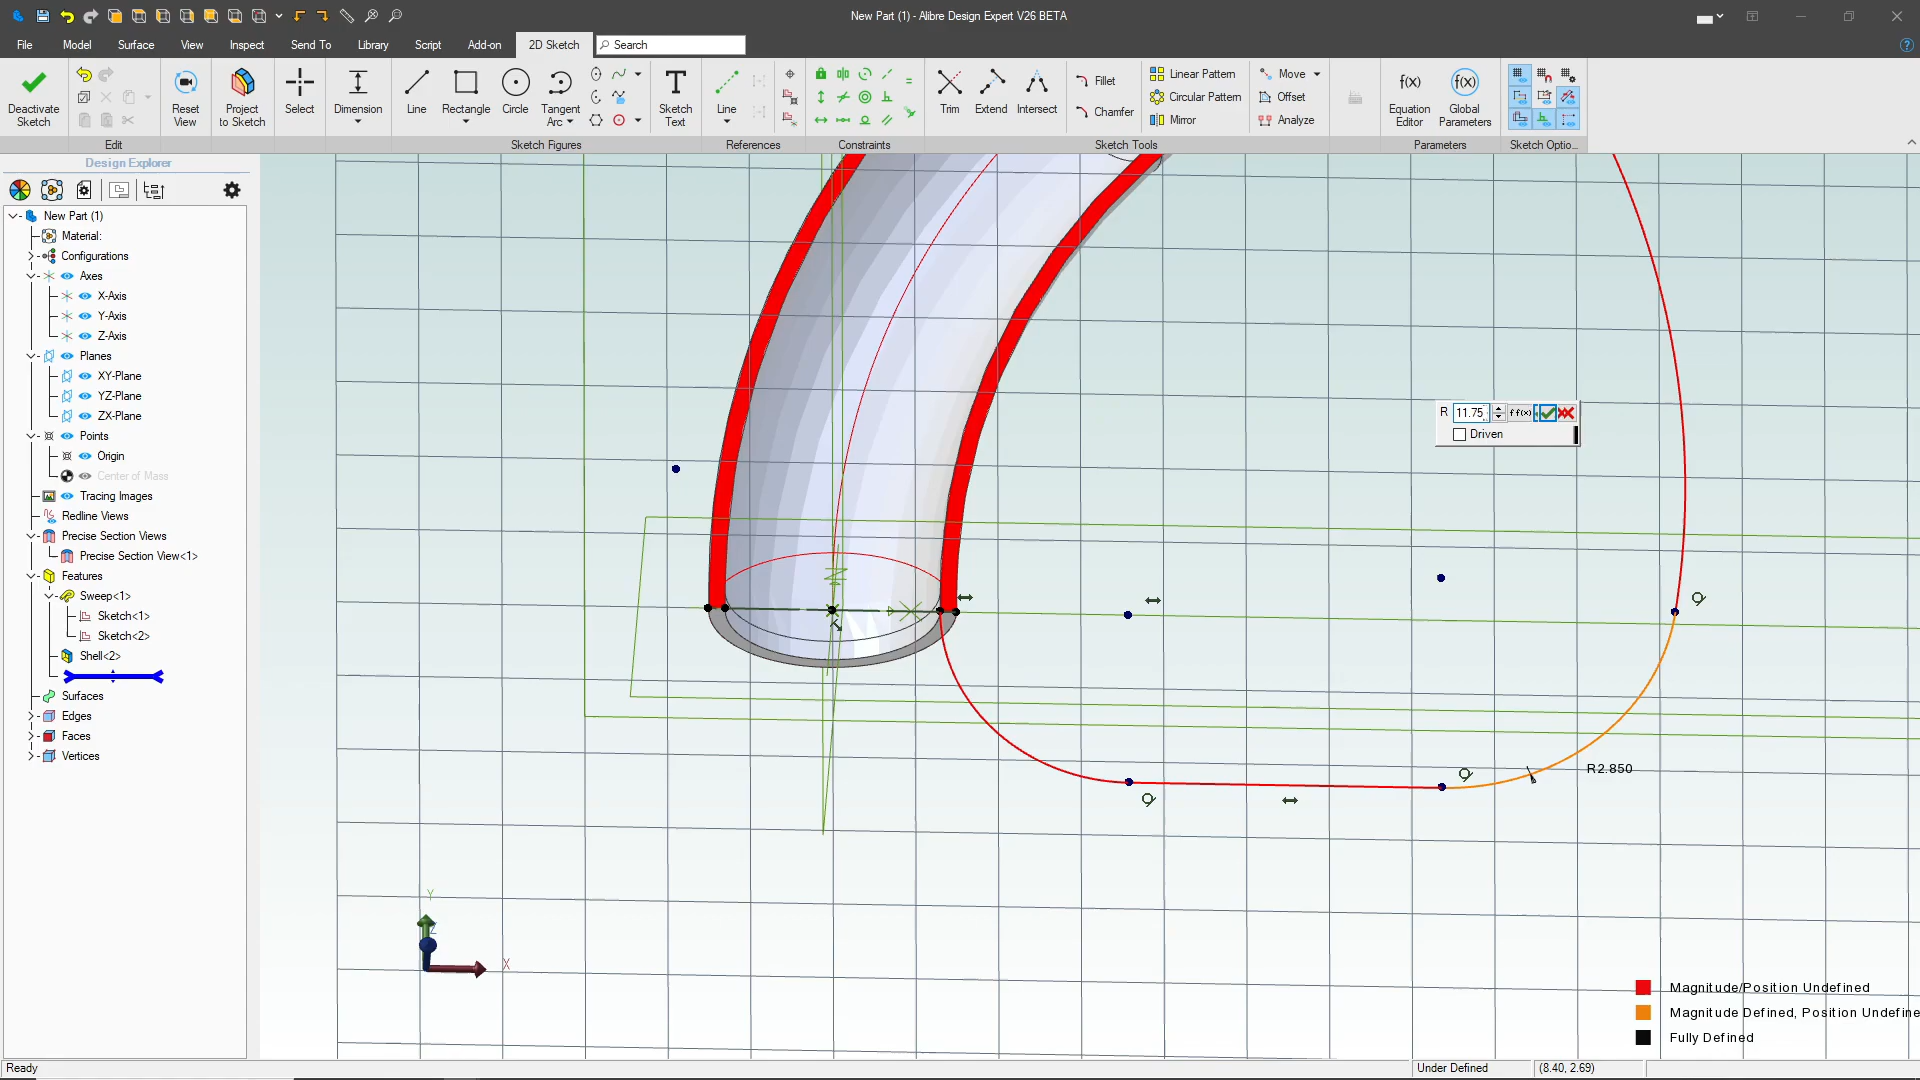 New Part (1) - Alibre Design Expert V26 BETA
File Model Surface View Inspect Send To Library Script Add-on 2D Sketch Search
Deactivate Sketch
Reset View
Project to Sketch
Select
Dimension
Line
Rectangle
Circle
Tangent Arc
Sketch Text
Line
Trim
Extend
Intersect
Fillet
Chamfer
Linear Pattern
Circular Pattern
Mirror
Move
Offset
Analyze
f(x)
Equation Editor
f(x)
Global Parameters
Edit
Sketch Figures
References
Constraints
Sketch Tools
Parameters
Sketch Optio...
Design Explorer
New Part (1)
Material:
Configurations
Axes
X-Axis
Y-Axis
Z-Axis
Planes
XY-Plane
YZ-Plane
ZX-Plane
Points
Origin
Center of Mass
Tracing Images
Redline Views
Precise Section Views
Precise Section View<1>
Features
Sweep<1>
Sketch<1>
Sketch<2>
Shell<2>
Surfaces
Edges
Faces
Vertices
R 11.75
Driven
R2.850
Y
Z
X
Magnitude/Position Undefined
Magnitude Defined, Position Undefine
Fully Defined
Ready
Under Defined
(8.40, 2.69)